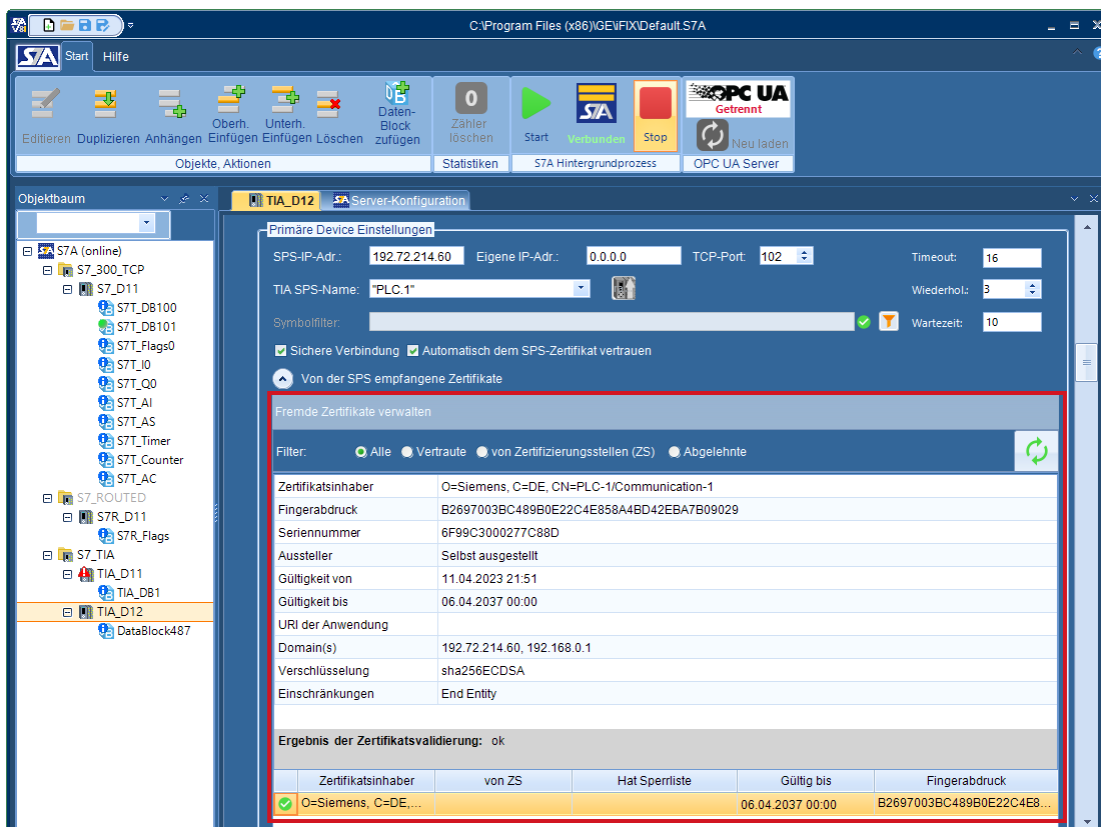 C:\Program Files (x86)\GE\iFIX\Default.S7A
S7A Start Hilfe
Editieren Duplizieren Anhängen Oberh. Einfügen Unterh. Einfügen Löschen Daten-Block zufügen
Objekte, Aktionen
0 Zähler löschen
Statistiken
Start S7A Verbunden Stop
S7A Hintergrundprozess
OPC UA
Getrennt
Neu laden
OPC UA Server
Objektbaum
TIA_D12 Server-Konfiguration
S7A (online)
S7_300_TCP
S7_D11
S7T_DB100
S7T_DB101
S7T_Flags0
S7T_I0
S7T_Q0
S7T_AI
S7T_AS
S7T_Timer
S7T_Counter
S7T_AC
S7_ROUTED
S7R_D11
S7R_Flags
S7_TIA
TIA_D11
TIA_DB1
TIA_D12
DataBlock487
Primäre Device Einstellungen
SPS-IP-Adr.: 192.72.214.60 Eigene IP-Adr.: 0.0.0.0 TCP-Port: 102 Timeout: 16
TIA SPS-Name: "PLC.1" Wiederhol.: 3
Symbolfilter: Wartezeit: 10
Sichere Verbindung Automatisch dem SPS-Zertifikat vertrauen
Von der SPS empfangene Zertifikate
Fremde Zertifikate verwalten
Filter: Alle Vertraute von Zertifizierungsstellen (ZS) Abgelehnte
Zertifikatsinhaber O=Siemens, C=DE, CN=PLC-1/Communication-1
Fingerabdruck B2697003BC489B0E22C4E858A4BD42EBA7B09029
Seriennummer 6F99C3000277C88D
Aussteller Selbst ausgestellt
Gültigkeit von 11.04.2023 21:51
Gültigkeit bis 06.04.2037 00:00
URI der Anwendung
Domain(s) 192.72.214.60, 192.168.0.1
Verschlüsselung sha256ECDSA
Einschränkungen End Entity
Ergebnis der Zertifikatsvalidierung: ok
Zertifikatsinhaber von ZS Hat Sperrliste Gültig bis Fingerabdruck
O=Siemens, C=DE,... 06.04.2037 00:00 B2697003BC489B0E22C4E8...